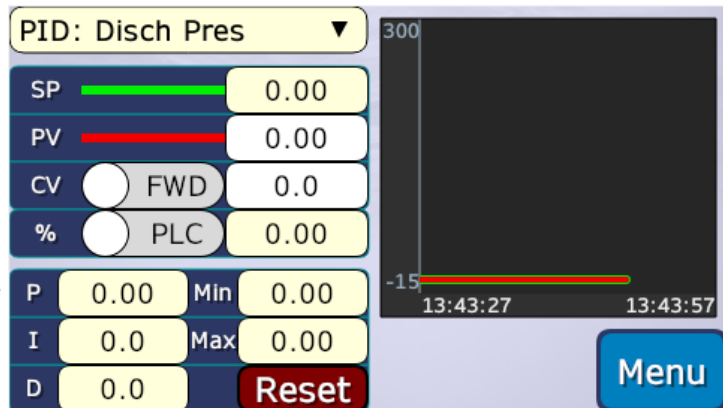 PID: Disch Pres ▼
SP 0.00
PV 0.00
CV FWD 0.0
% PLC 0.00
P 0.00 Min 0.00
I 0.0 Max 0.00
D 0.0 Reset
300
-15
13:43:27 13:43:57
Menu